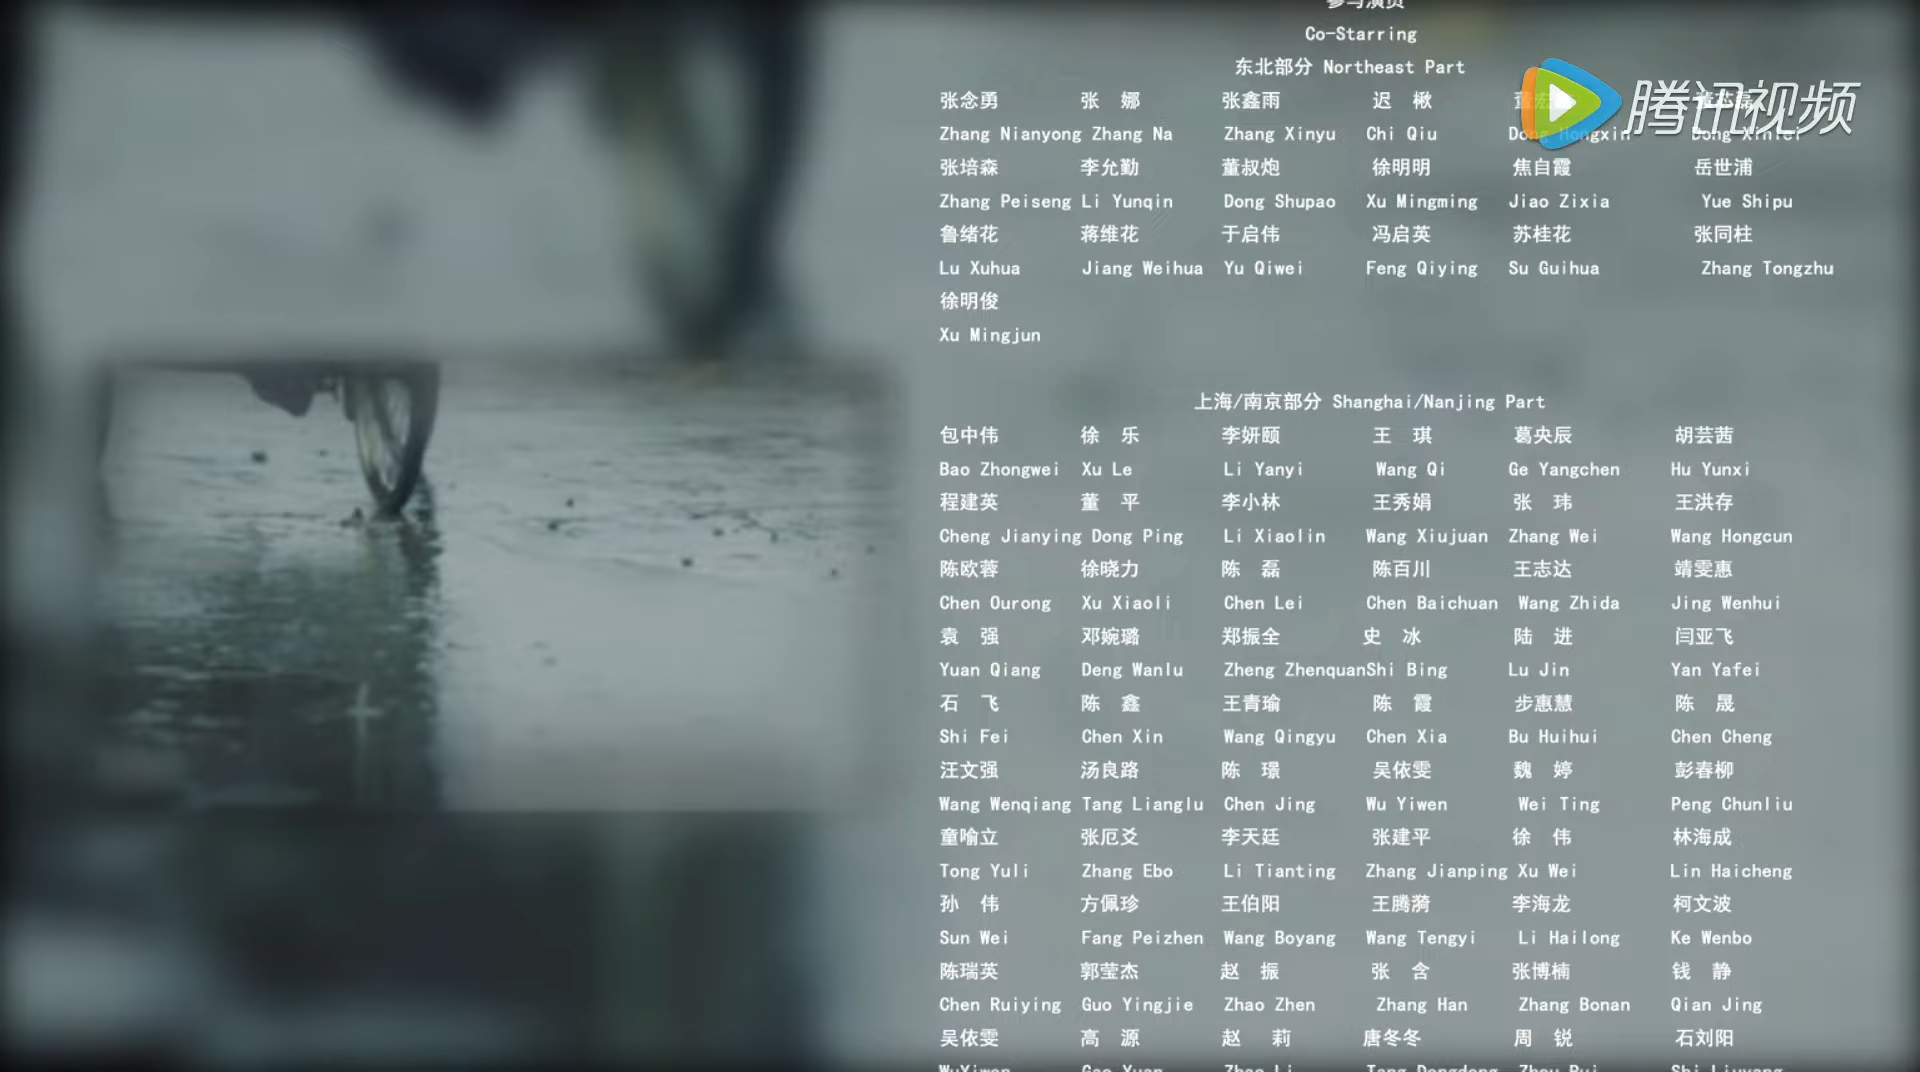 参与演员
Co-Starring
东北部分 Northeast Part
腾讯视频
张念勇 张 娜 张鑫雨 迟 楸
Zhang Nianyong Zhang Na Zhang Xinyu Chi Qiu Dong Hongxin Dong Xinlei
张培森 李允勤 董叔炮 徐明明 焦自霞 岳世浦
Zhang Peiseng Li Yunqin Dong Shupao Xu Mingming Jiao Zixia Yue Shipu
鲁绪花 蒋维花 于启伟 冯启英 苏桂花 张同柱
Lu Xuhua Jiang Weihua Yu Qiwei Feng Qiying Su Guihua Zhang Tongzhu
徐明俊
Xu Mingjun
上海/南京部分 Shanghai/Nanjing Part
包中伟 徐 乐 李妍颐 王 琪 葛央辰 胡芸茜
Bao Zhongwei Xu Le Li Yanyi Wang Qi Ge Yangchen Hu Yunxi
程建英 董 平 李小林 王秀娟 张 玮 王洪存
Cheng Jianying Dong Ping Li Xiaolin Wang Xiujuan Zhang Wei Wang Hongcun
陈欧蓉 徐晓力 陈 磊 陈百川 王志达 靖雯惠
Chen Ourong Xu Xiaoli Chen Lei Chen Baichuan Wang Zhida Jing Wenhui
袁 强 邓婉璐 郑振全 史 冰 陆 进 闫亚飞
Yuan Qiang Deng Wanlu Zheng ZhenquanShi Bing Lu Jin Yan Yafei
石 飞 陈 鑫 王青瑜 陈 霞 步惠慧 陈 晟
Shi Fei Chen Xin Wang Qingyu Chen Xia Bu Huihui Chen Cheng
汪文强 汤良路 陈 璟 吴依雯 魏 婷 彭春柳
Wang Wenqiang Tang Lianglu Chen Jing Wu Yiwen Wei Ting Peng Chunliu
童喻立 张厄爻 李天廷 张建平 徐 伟 林海成
Tong Yuli Zhang Ebo Li Tianting Zhang Jianping Xu Wei Lin Haicheng
孙 伟 方佩珍 王伯阳 王腾漪 李海龙 柯文波
Sun Wei Fang Peizhen Wang Boyang Wang Tengyi Li Hailong Ke Wenbo
陈瑞英 郭莹杰 赵 振 张 含 张博楠 钱 静
Chen Ruiying Guo Yingjie Zhao Zhen Zhang Han Zhang Bonan Qian Jing
吴依雯 高 源 赵 莉 唐冬冬 周 锐 石刘阳
WuYiwen Gao Yuan Zhao Li Tang Dongdong Zhou Rui Shi Liuyang